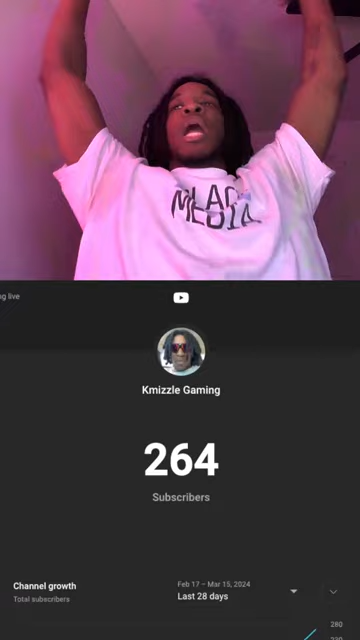 MLAC
MEDIA
g live
Kmizzle Gaming
264
Subscribers
Channel growth
Total subscribers
Feb 17 – Mar 15, 2024
Last 28 days
280